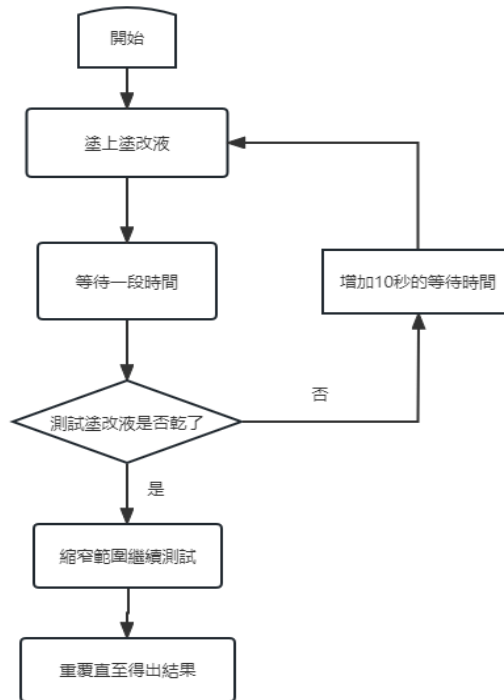 開始
塗上塗改液
等待一段時間
增加10秒的等待時間
測試塗改液是否乾了
否
是
縮窄範圍繼續測試
重覆直至得出結果